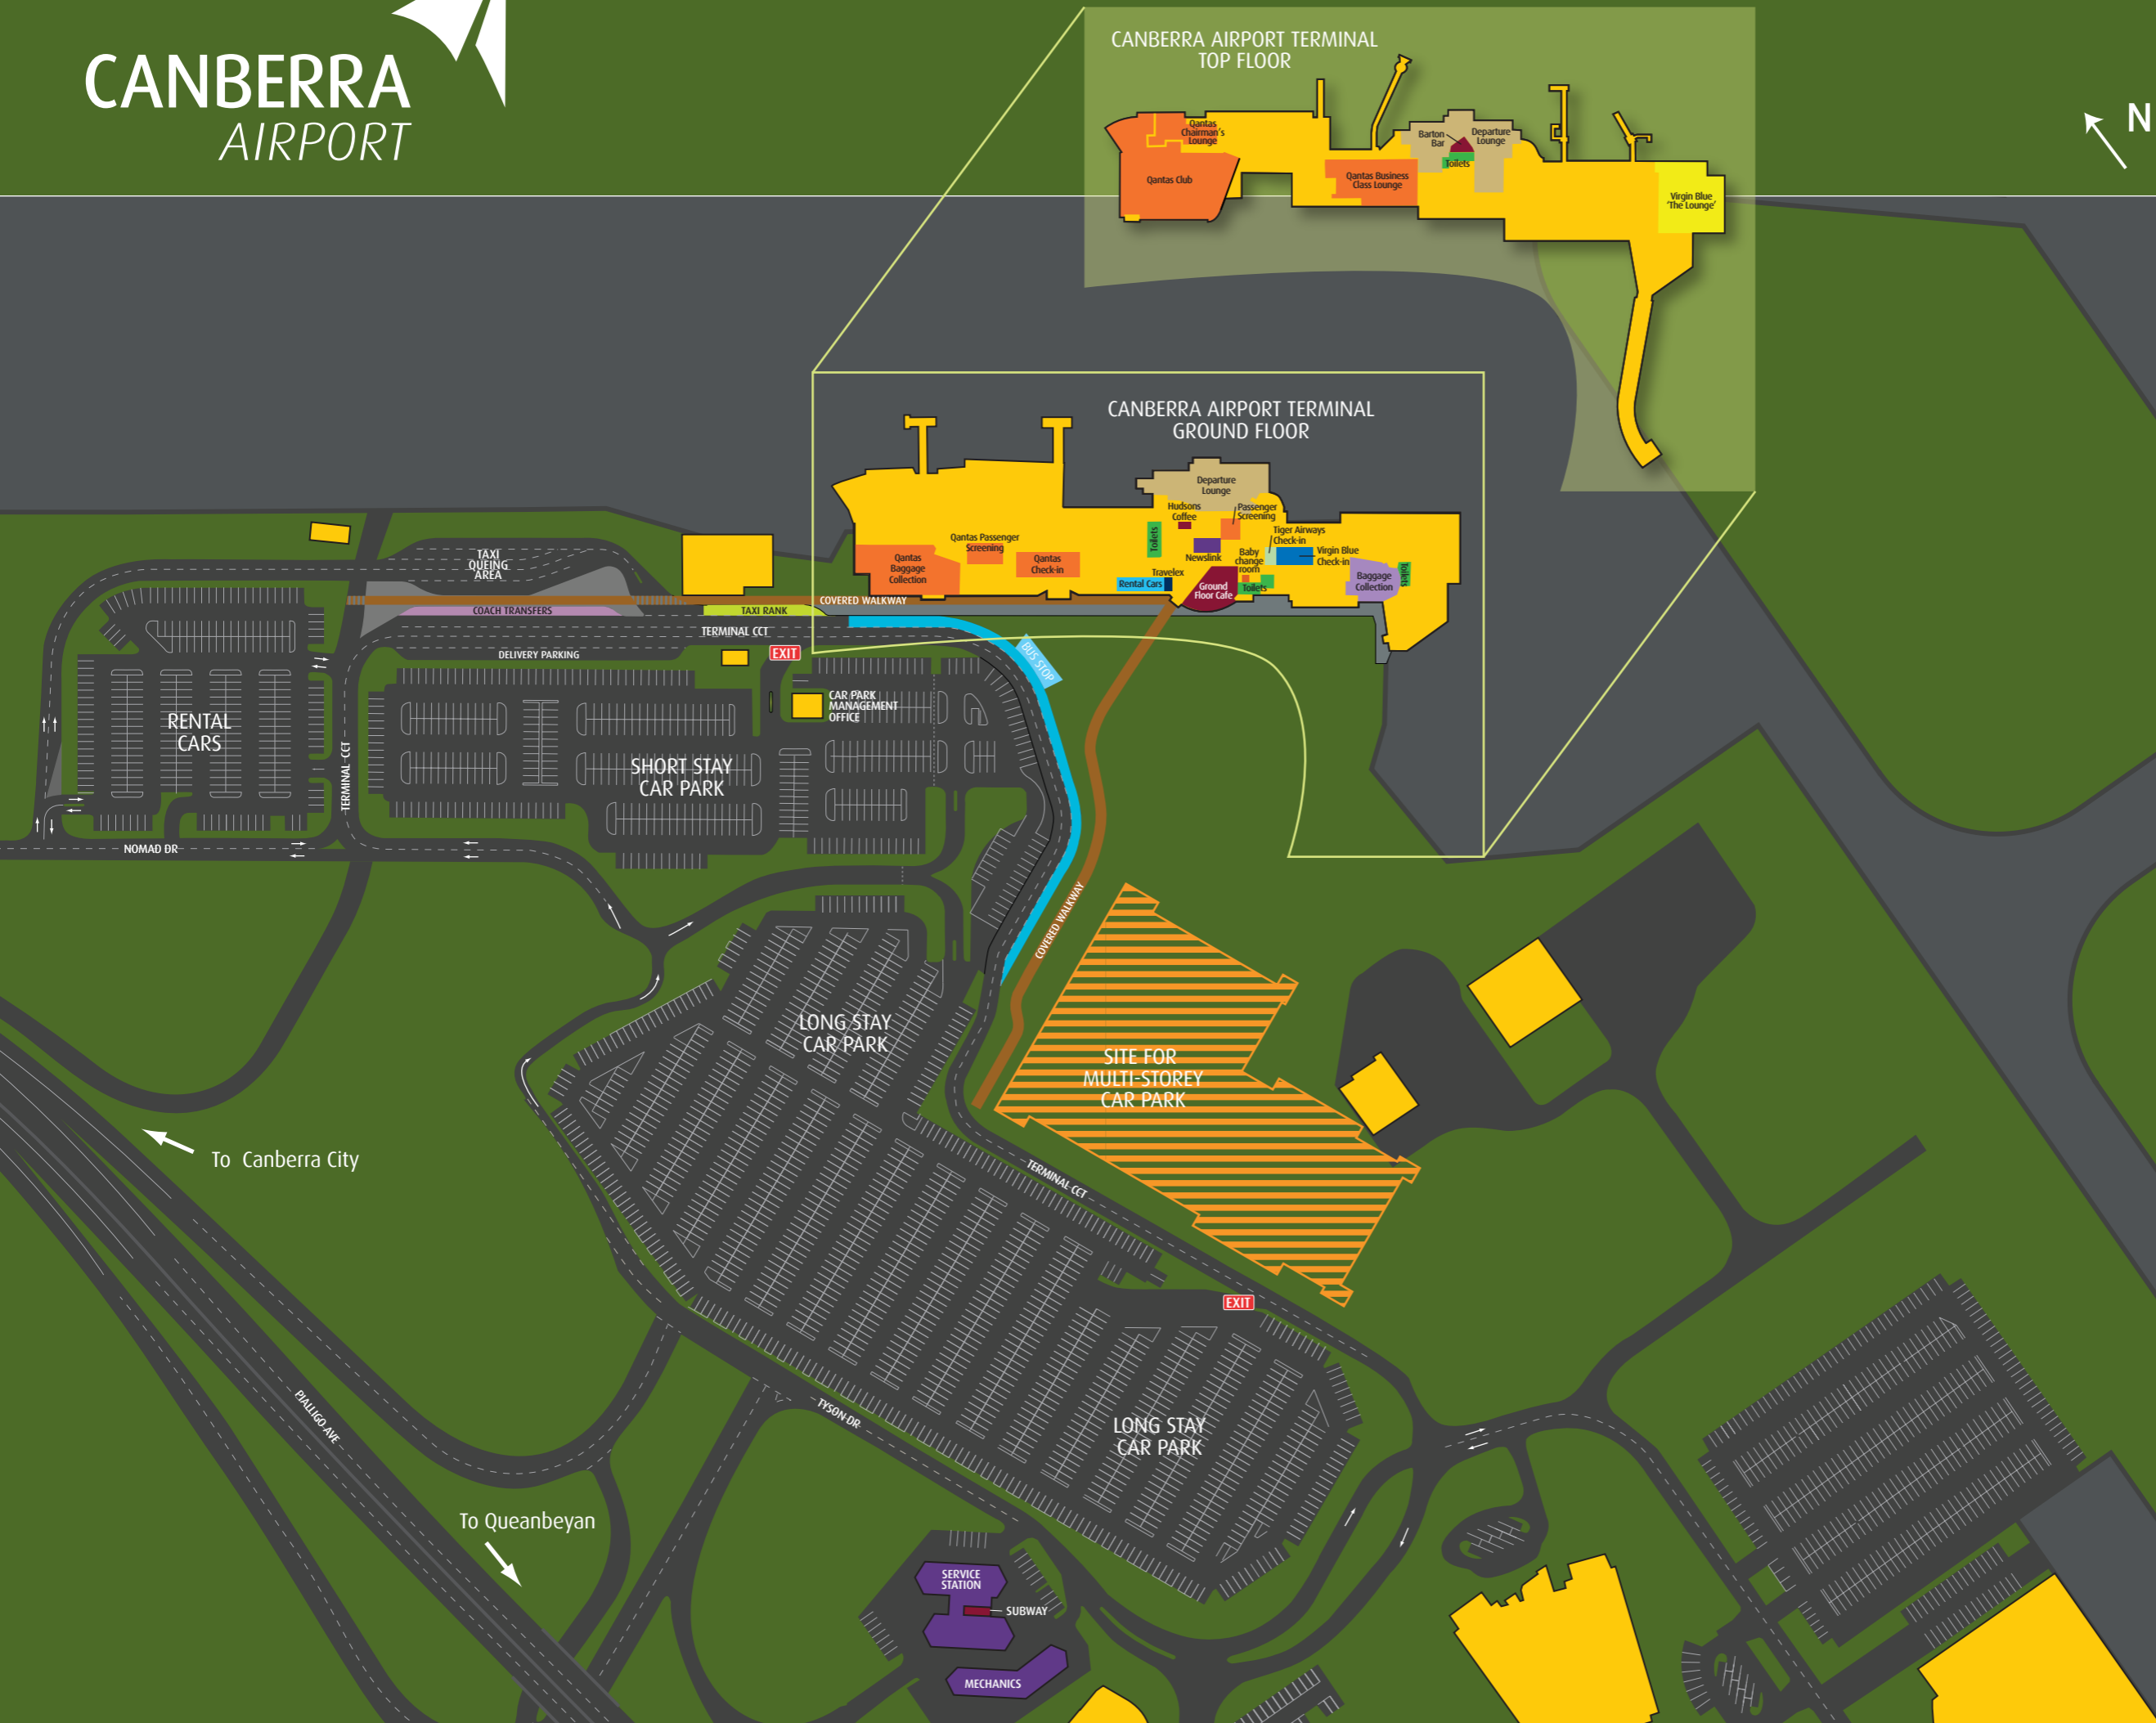 CANBERRA
AIRPORT
CANBERRA AIRPORT TERMINAL
TOP FLOOR
N
Qantas
Chairman's
Lounge
Qantas Club
Qantas Business
Class Lounge
Barton
Bar
Departure
Lounge
Toilets
Virgin Blue
'The Lounge'
CANBERRA AIRPORT TERMINAL
GROUND FLOOR
Departure
Lounge
Hudsons
Coffee
Passenger
Screening
Toilets
Newslink
Tiger Airways
Check-in
Virgin Blue
Check-in
Baby
change
room
Toilets
Baggage
Collection
Toilets
Qantas
Baggage
Collection
Qantas Passenger
Screening
Qantas
Check-in
Travelex
Rental Cars
Ground
Floor Cafe
TAXI
QUEING
AREA
COACH TRANSFERS
TAXI RANK
COVERED WALKWAY
TERMINAL CCT
DELIVERY PARKING
EXIT
BUS STOP
CAR PARK
MANAGEMENT
OFFICE
RENTAL
CARS
TERMINAL CCT
SHORT STAY
CAR PARK
NOMAD DR
COVERED WALKWAY
LONG STAY
CAR PARK
SITE FOR
MULTI-STOREY
CAR PARK
To Canberra City
TERMINAL CCT
EXIT
PIALLIGO AVE
TYSON DR
LONG STAY
CAR PARK
To Queanbeyan
SERVICE
STATION
SUBWAY
MECHANICS